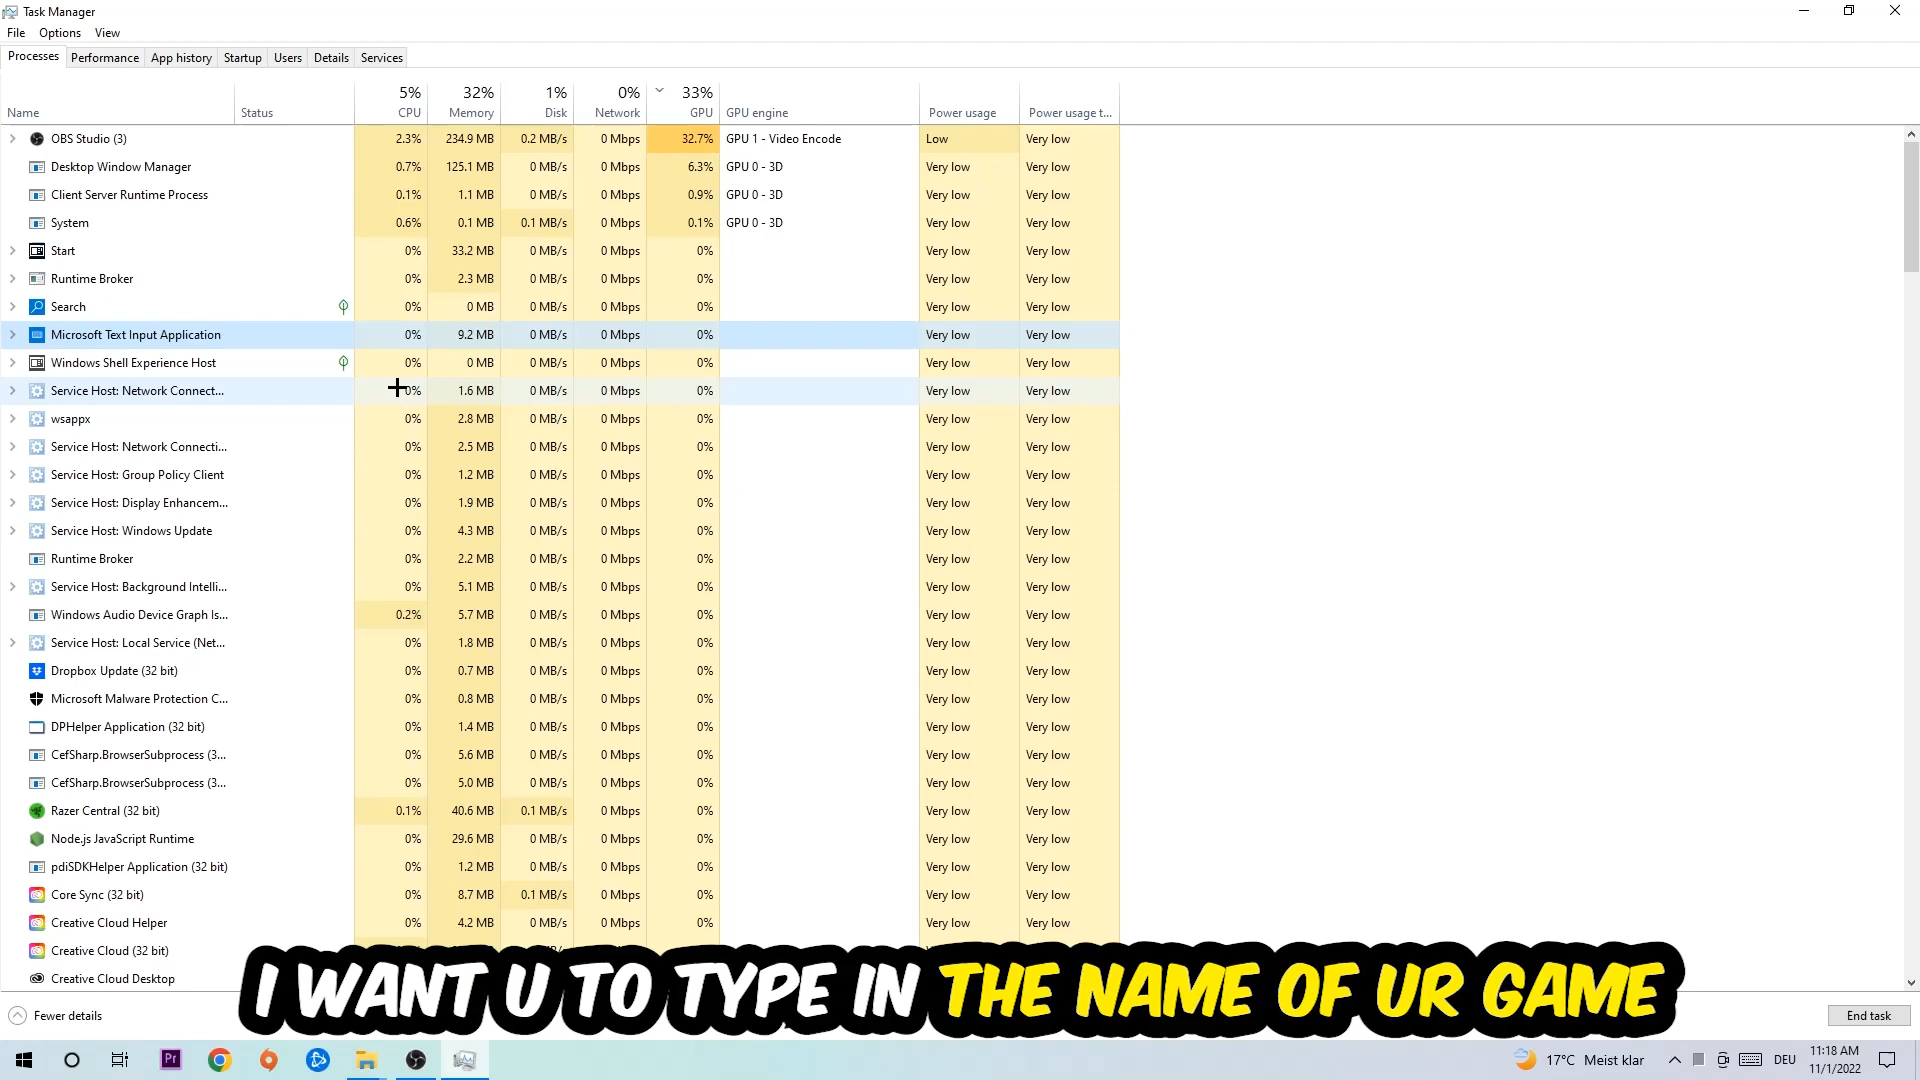 Task Manager
File Options View
Processes Performance App history Startup Users Details Services
5% 32% 1% 0% 33%
Name Status CPU Memory Disk Network GPU GPU engine Power usage Power usage t...
OBS Studio (3) 2.3% 234.9 MB 0.2 MB/s 0 Mbps 32.7% GPU 1 - Video Encode Low Very low
Desktop Window Manager 0.7% 125.1 MB 0 MB/s 0 Mbps 6.3% GPU 0 - 3D Very low Very low
Client Server Runtime Process 0.1% 1.1 MB 0 MB/s 0 Mbps 0.9% GPU 0 - 3D Very low Very low
System 0.6% 0.1 MB 0.1 MB/s 0 Mbps 0.1% GPU 0 - 3D Very low Very low
Start 0% 33.2 MB 0 MB/s 0 Mbps 0% Very low Very low
Runtime Broker 0% 2.3 MB 0 MB/s 0 Mbps 0% Very low Very low
Search 0% 0 MB 0 MB/s 0 Mbps 0% Very low Very low
Microsoft Text Input Application 0% 9.2 MB 0 MB/s 0 Mbps 0% Very low Very low
Windows Shell Experience Host 0% 0 MB 0 MB/s 0 Mbps 0% Very low Very low
Service Host: Network Connect... 0% 1.6 MB 0 MB/s 0 Mbps 0% Very low Very low
wsappx 0% 2.8 MB 0 MB/s 0 Mbps 0% Very low Very low
Service Host: Network Connecti... 0% 2.5 MB 0 MB/s 0 Mbps 0% Very low Very low
Service Host: Group Policy Client 0% 1.2 MB 0 MB/s 0 Mbps 0% Very low Very low
Service Host: Display Enhancem... 0% 1.9 MB 0 MB/s 0 Mbps 0% Very low Very low
Service Host: Windows Update 0% 4.3 MB 0 MB/s 0 Mbps 0% Very low Very low
Runtime Broker 0% 2.2 MB 0 MB/s 0 Mbps 0% Very low Very low
Service Host: Background Intelli... 0% 5.1 MB 0 MB/s 0 Mbps 0% Very low Very low
Windows Audio Device Graph Is... 0.2% 5.7 MB 0 MB/s 0 Mbps 0% Very low Very low
Service Host: Local Service (Net... 0% 1.8 MB 0 MB/s 0 Mbps 0% Very low Very low
Dropbox Update (32 bit) 0% 0.7 MB 0 MB/s 0 Mbps 0% Very low Very low
Microsoft Malware Protection C... 0% 0.8 MB 0 MB/s 0 Mbps 0% Very low Very low
DPHelper Application (32 bit) 0% 1.4 MB 0 MB/s 0 Mbps 0% Very low Very low
CefSharp.BrowserSubprocess (3... 0% 5.6 MB 0 MB/s 0 Mbps 0% Very low Very low
CefSharp.BrowserSubprocess (3... 0% 5.0 MB 0 MB/s 0 Mbps 0% Very low Very low
Razer Central (32 bit) 0.1% 40.6 MB 0.1 MB/s 0 Mbps 0% Very low Very low
Node.js JavaScript Runtime 0% 29.6 MB 0 MB/s 0 Mbps 0% Very low Very low
pdiSDKHelper Application (32 bit) 0% 1.2 MB 0 MB/s 0 Mbps 0% Very low Very low
Core Sync (32 bit) 0% 8.7 MB 0.1 MB/s 0 Mbps 0% Very low Very low
Creative Cloud Helper 0% 4.2 MB 0 MB/s 0 Mbps 0% Very low Very low
Creative Cloud (32 bit)
Creative Cloud Desktop
I WANT U TO TYPE IN THE NAME OF UR GAME
Fewer details End task
Pr 17°C Meist klar DEU 11:18 AM
11/1/2022